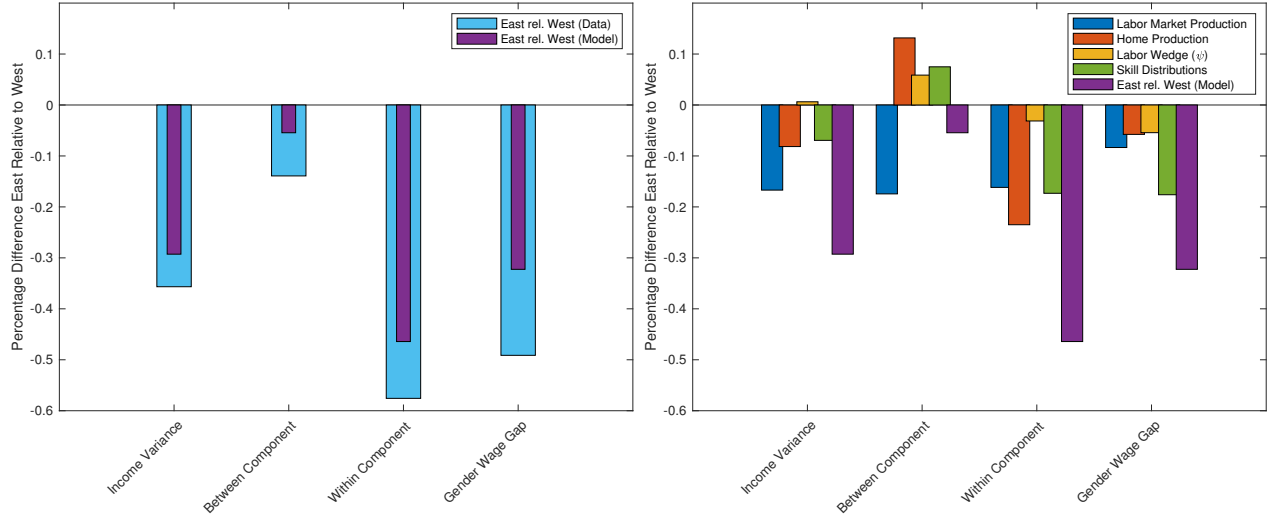 East rel. West (Data)
East rel. West (Model)
Percentage Difference East Relative to West
0.1
0
-0.1
-0.2
-0.3
-0.4
-0.5
-0.6
Income Variance
Between Component
Within Component
Gender Wage Gap
Labor Market Production
Home Production
Labor Wedge (ψ)
Skill Distributions
East rel. West (Model)
Percentage Difference East Relative to West
0.1
0
-0.1
-0.2
-0.3
-0.4
-0.5
-0.6
Income Variance
Between Component
Within Component
Gender Wage Gap